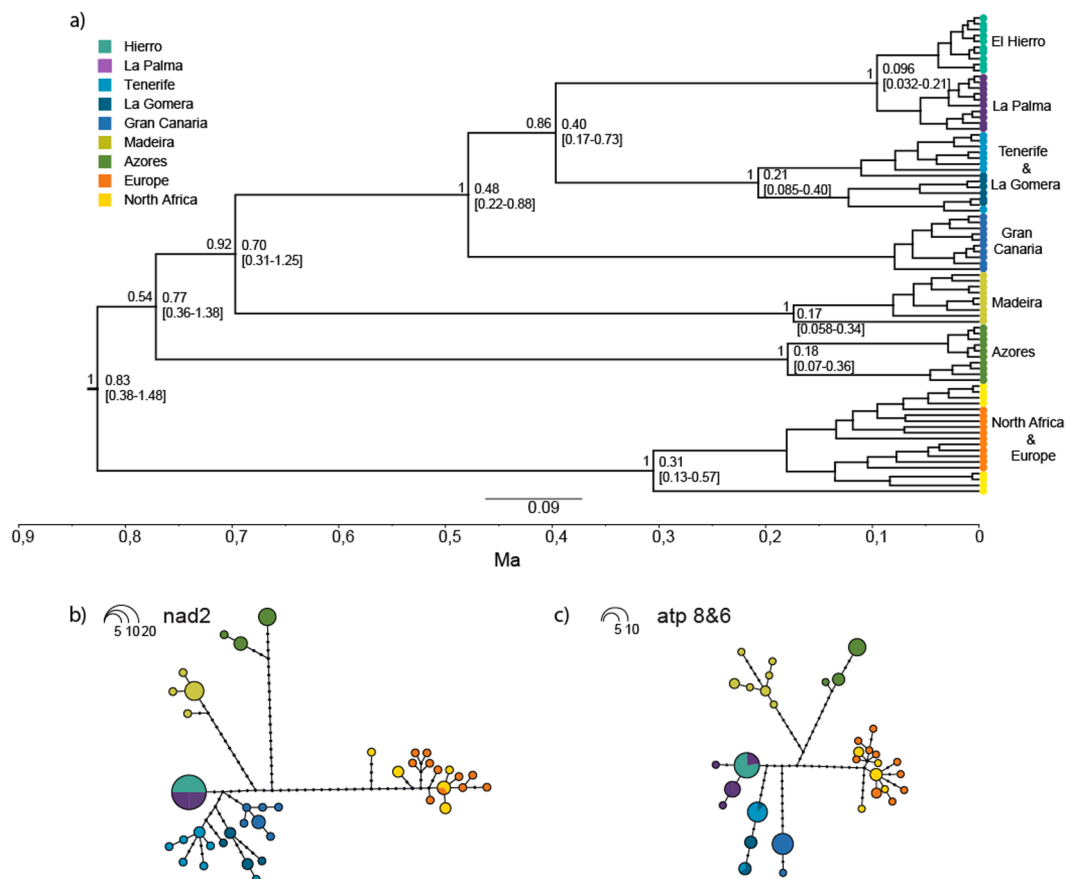 a)
Hierro
La Palma
Tenerife
La Gomera
Gran Canaria
Madeira
Azores
Europe
North Africa
El Hierro
1
0.096
[0.032-0.21]
La Palma
0.86
0.40
[0.17-0.73]
Tenerife
&
La Gomera
1
0.21
[0.085-0.40]
1
0.48
[0.22-0.88]
Gran
Canaria
0.92
0.70
[0.31-1.25]
0.54
0.77
[0.36-1.38]
Madeira
1
0.17
[0.058-0.34]
Azores
1
0.18
[0.07-0.36]
1
0.83
[0.38-1.48]
North Africa
&
Europe
1
0.31
[0.13-0.57]
0.09
0,9 0,8 0,7 0,6 0,5 0,4 0,3 0,2 0,1 0
Ma
b)
5 10 20
nad2
c)
5 10
atp 8&6